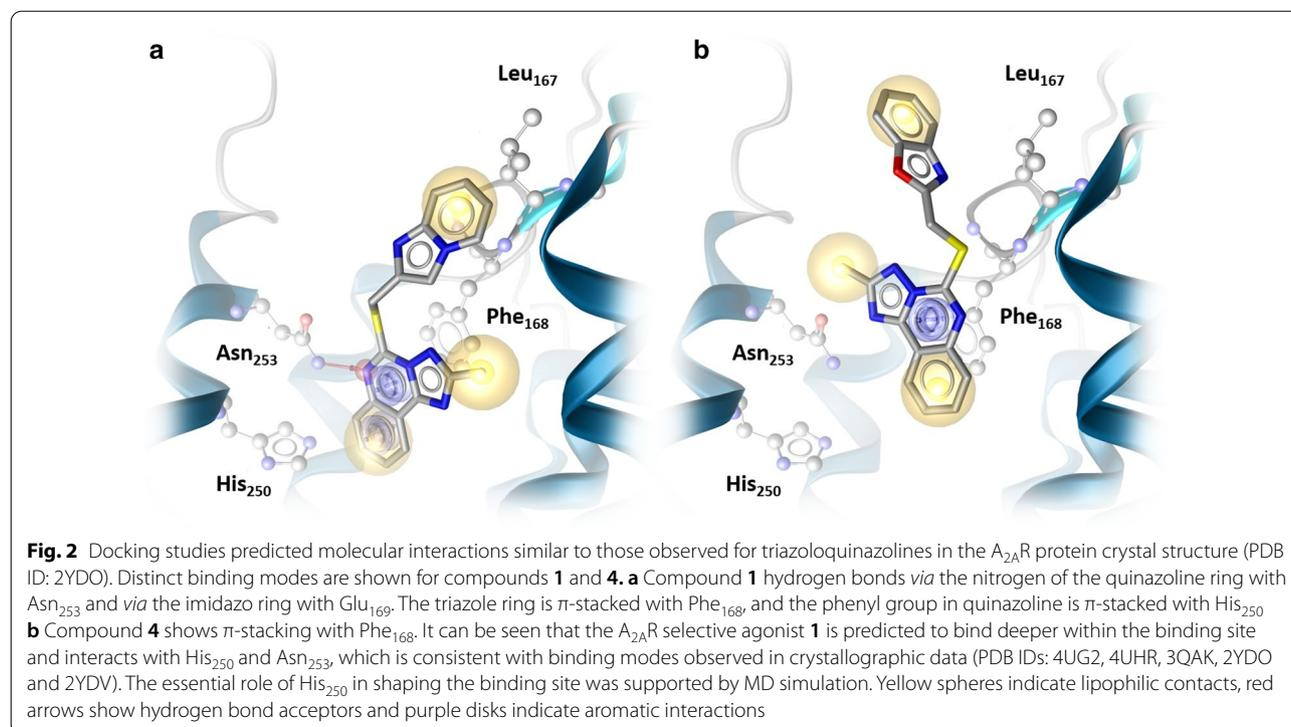 a
b
Leu167
Leu167
Phe168
Phe168
Asn253
Asn253
His250
His250
Fig. 2 Docking studies predicted molecular interactions similar to those observed for triazoloquinazolines in the A2AR protein crystal structure (PDB
ID: 2YDO). Distinct binding modes are shown for compounds 1 and 4. a Compound 1 hydrogen bonds via the nitrogen of the quinazoline ring with
Asn253 and via the imidazo ring with Glu169. The triazole ring is π-stacked with Phe168, and the phenyl group in quinazoline is π-stacked with His250
b Compound 4 shows π-stacking with Phe168. It can be seen that the A2AR selective agonist 1 is predicted to bind deeper within the binding site
and interacts with His250 and Asn253, which is consistent with binding modes observed in crystallographic data (PDB IDs: 4UG2, 4UHR, 3QAK, 2YDO
and 2YDV). The essential role of His250 in shaping the binding site was supported by MD simulation. Yellow spheres indicate lipophilic contacts, red
arrows show hydrogen bond acceptors and purple disks indicate aromatic interactions